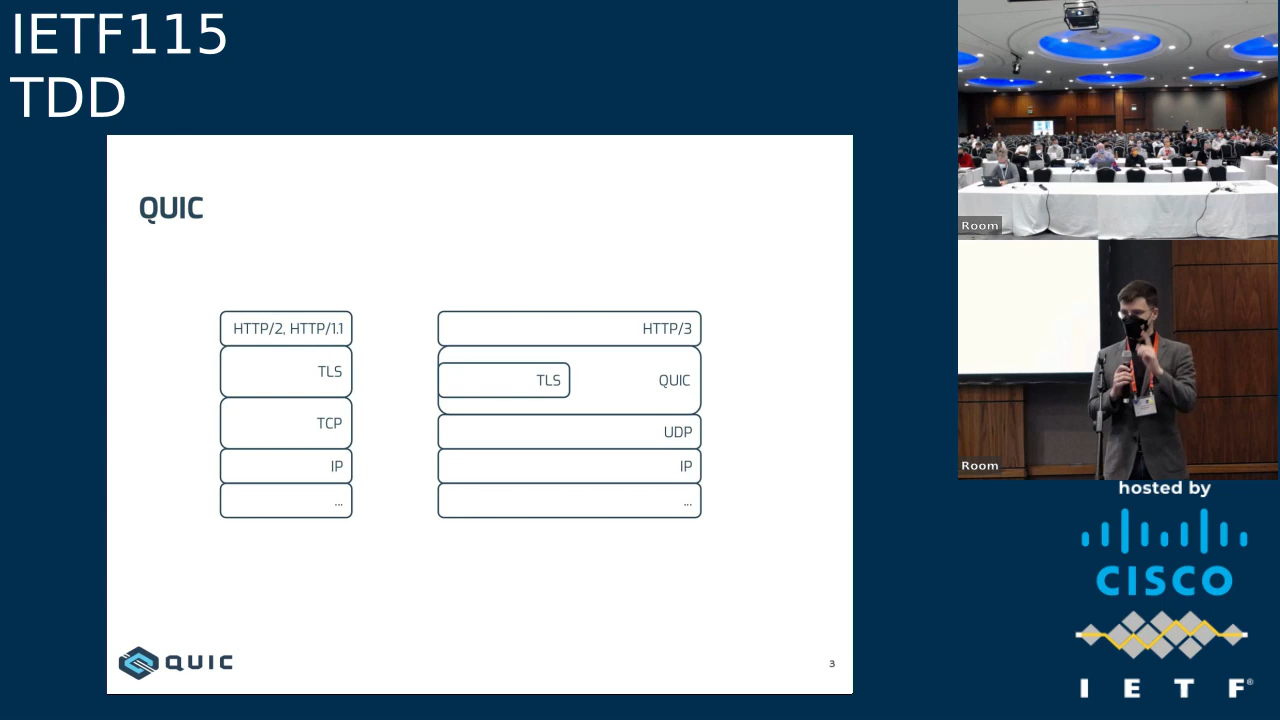 IETF115
TDD
QUIC
HTTP/2, HTTP/1.1
TLS
TCP
IP
...
HTTP/3
TLS
QUIC
UDP
IP
...
QUIC
3
Room
Room
hosted by
CISCO
IETF®